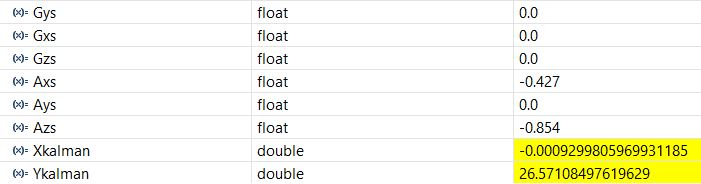 (x)= Gys float 0.0
(x)= Gxs float 0.0
(x)= Gzs float 0.0
(x)= Axs float -0.427
(x)= Ays float 0.0
(x)= Azs float -0.854
(x)= Xkalman double -0.0009299805969931185
(x)= Ykalman double 26.57108497619629